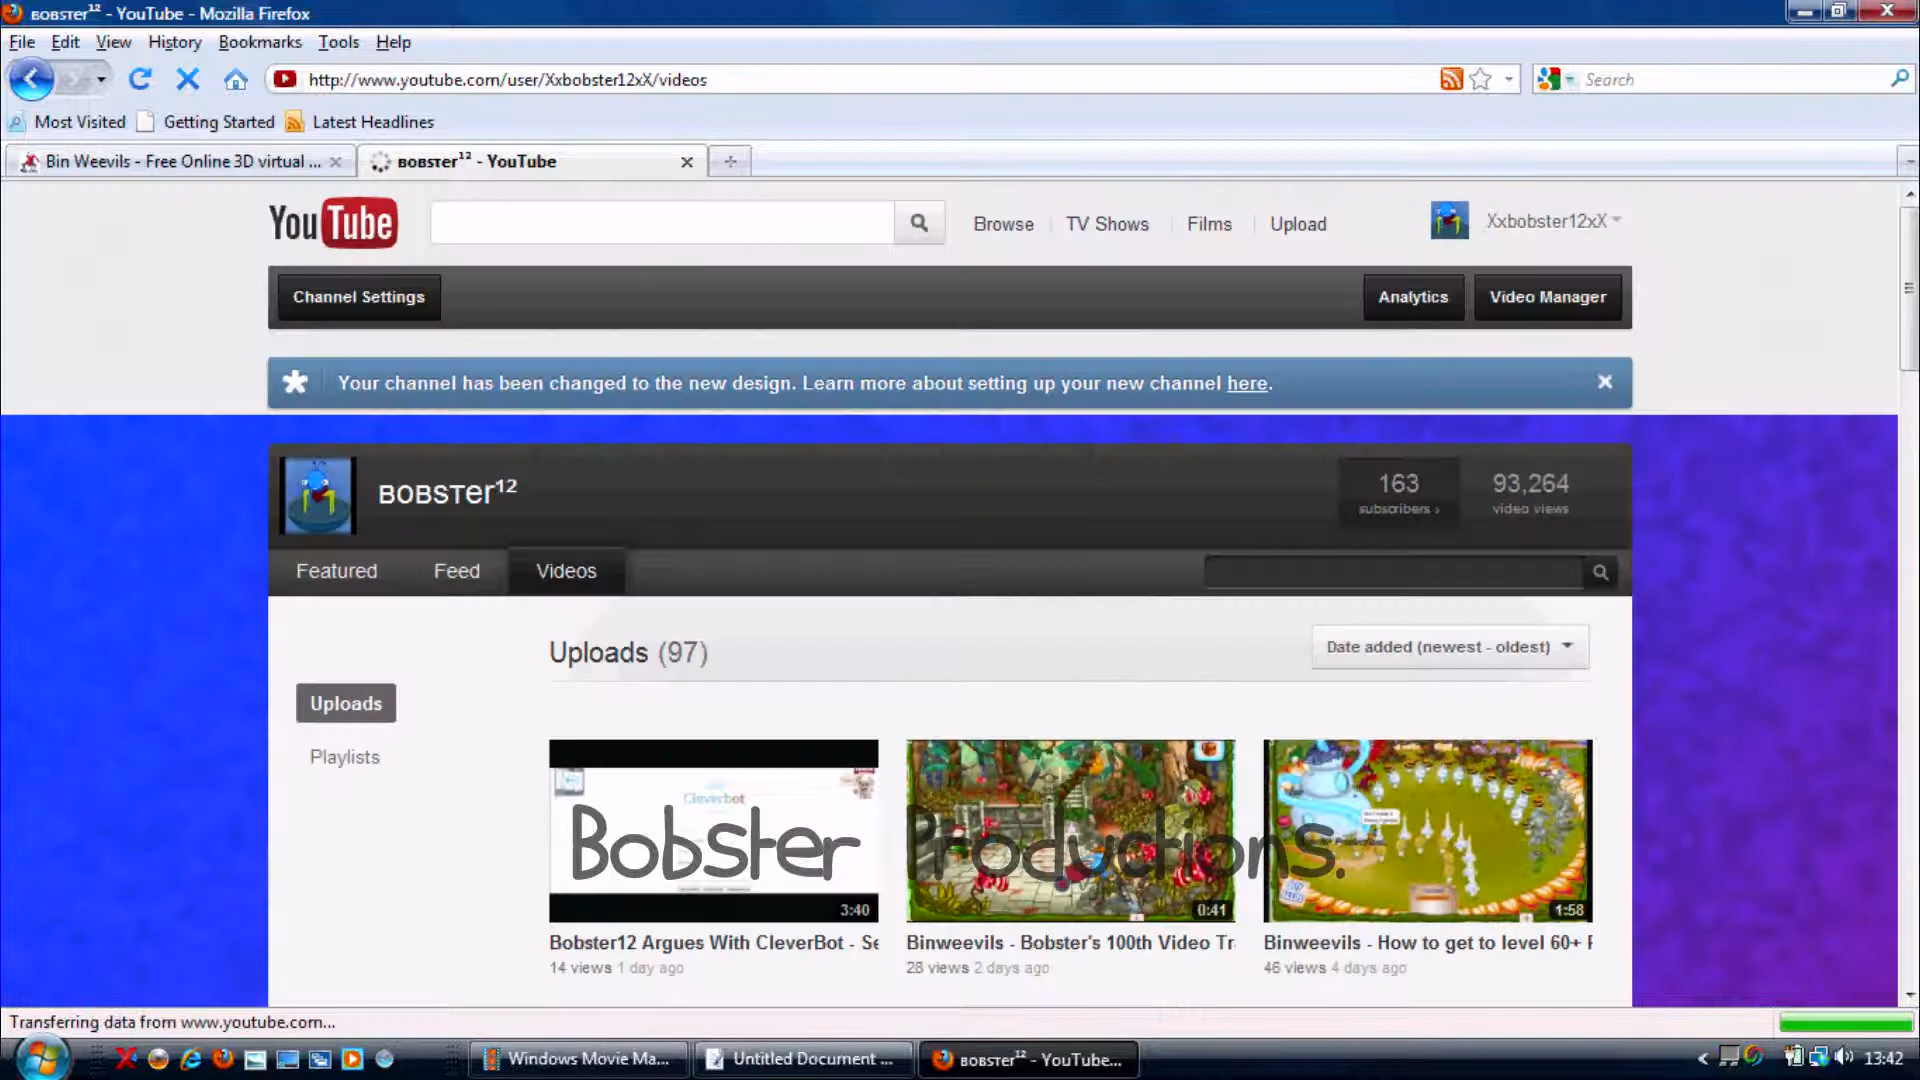 ʙᴏʙsᴛer¹² - YouTube - Mozilla Firefox
File Edit View History Bookmarks Tools Help
http://www.youtube.com/user/Xxbobster12xX/videos
Search
Most Visited Getting Started Latest Headlines
Bin Weevils - Free Online 3D virtual ...
ʙᴏʙsᴛer¹² - YouTube
YouTube
Browse TV Shows Films Upload
Xxbobster12xX
Channel Settings
Analytics
Video Manager
Your channel has been changed to the new design. Learn more about setting up your new channel here.
ʙᴏʙsᴛer¹²
163
subscribers ›
93,264
video views
Featured Feed Videos
Uploads (97)
Date added (newest - oldest)
Uploads
Playlists
Cleverbot
Bobster Productions.
3:40
0:41
1:58
Bobster12 Argues With CleverBot - Se
Binweevils - Bobster's 100th Video Tr
Binweevils - How to get to level 60+ F
14 views 1 day ago
28 views 2 days ago
46 views 4 days ago
Transferring data from www.youtube.com...
Windows Movie Ma...
Untitled Document ...
ʙᴏʙsᴛer¹² - YouTube...
13:42